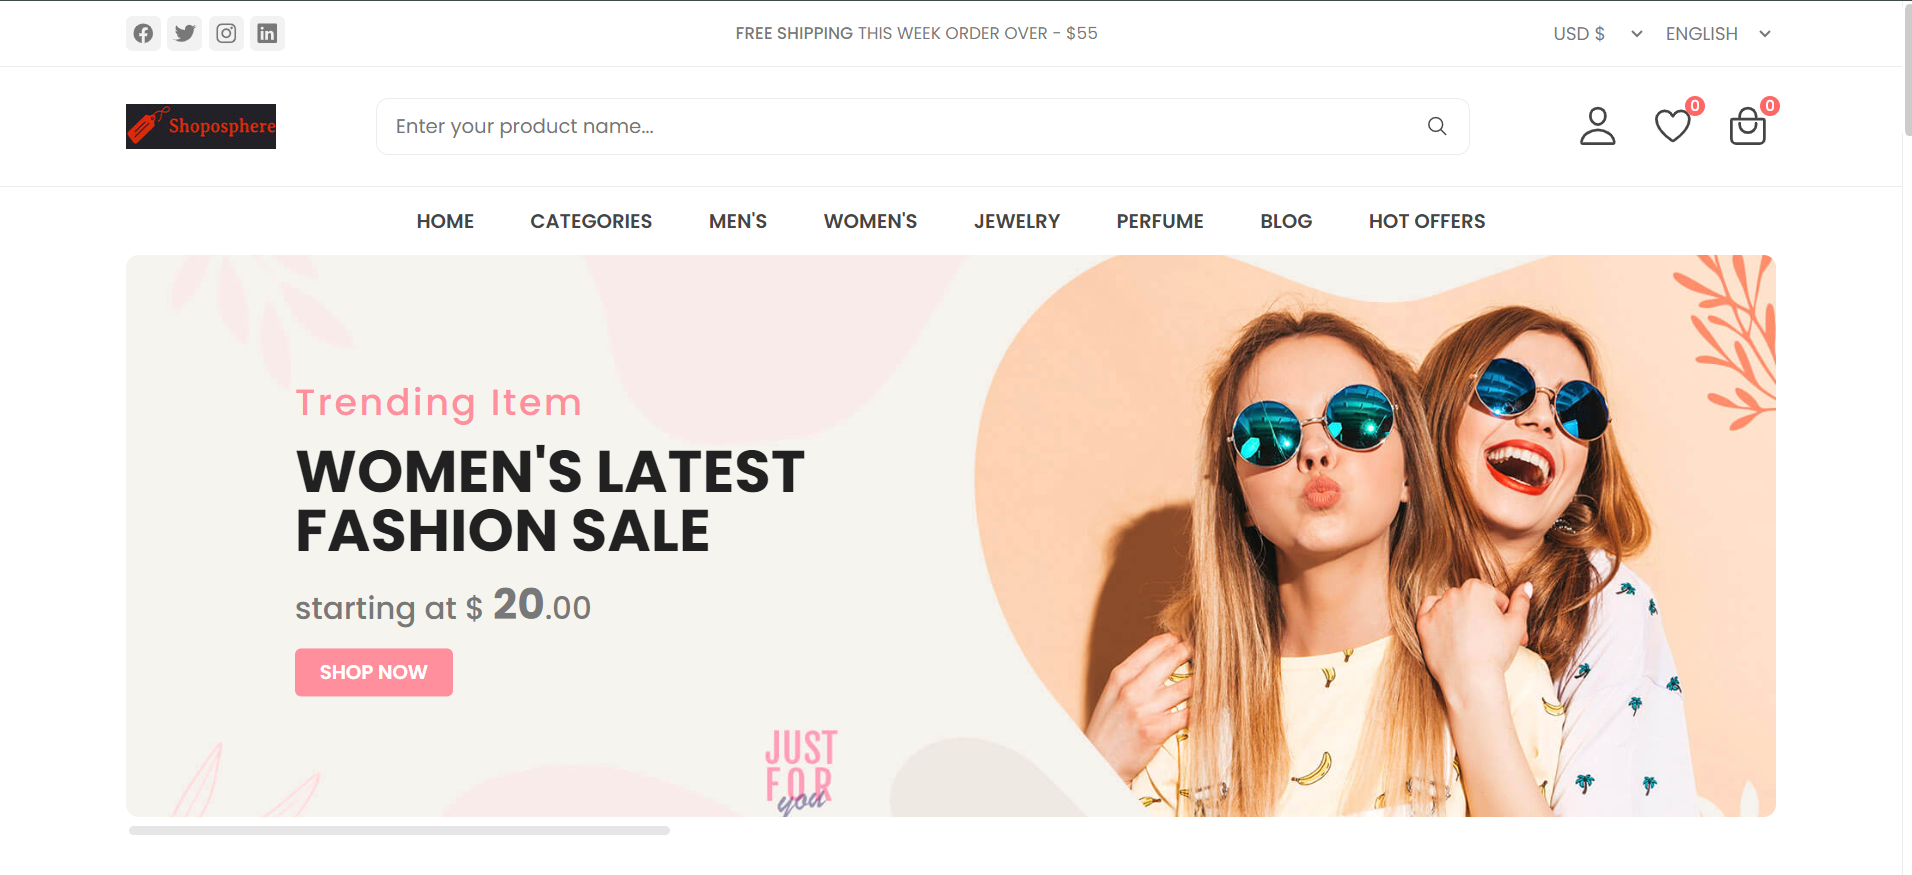 FREE SHIPPING THIS WEEK ORDER OVER - $55
USD $
ENGLISH
Shoposphere
Enter your product name...
0
0
HOME
CATEGORIES
MEN'S
WOMEN'S
JEWELRY
PERFUME
BLOG
HOT OFFERS
Trending Item
WOMEN'S LATEST
FASHION SALE
starting at $ 20.00
SHOP NOW
JUST
FOR
you